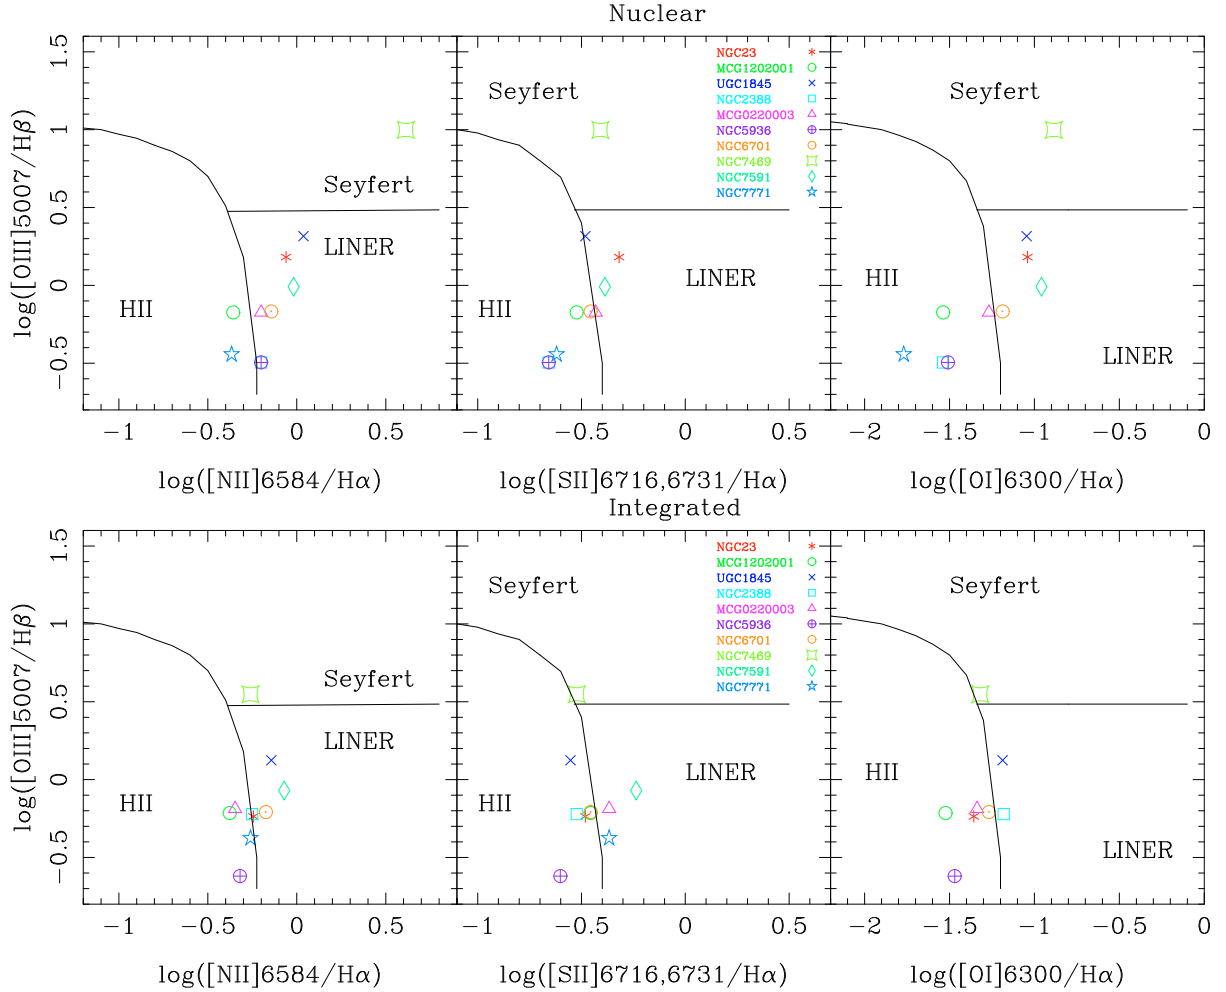 Nuclear
log([OIII]5007/Hβ)
1.5
1
0.5
0
−0.5
Seyfert
LINER
HII
NGC23
MCG1202001
UGC1845
NGC2388
MCG0220003
NGC5936
NGC6701
NGC7469
NGC7591
NGC7771
Seyfert
LINER
HII
Seyfert
HII
LINER
−1 −0.5 0 0.5
−1 −0.5 0 0.5
−2 −1.5 −1 −0.5 0
log([NII]6584/Hα)
log([SII]6716,6731/Hα)
log([OI]6300/Hα)
Integrated
log([OIII]5007/Hβ)
1.5
1
0.5
0
−0.5
Seyfert
LINER
HII
NGC23
MCG1202001
UGC1845
NGC2388
MCG0220003
NGC5936
NGC6701
NGC7469
NGC7591
NGC7771
Seyfert
LINER
HII
Seyfert
HII
LINER
−1 −0.5 0 0.5
−1 −0.5 0 0.5
−2 −1.5 −1 −0.5 0
log([NII]6584/Hα)
log([SII]6716,6731/Hα)
log([OI]6300/Hα)